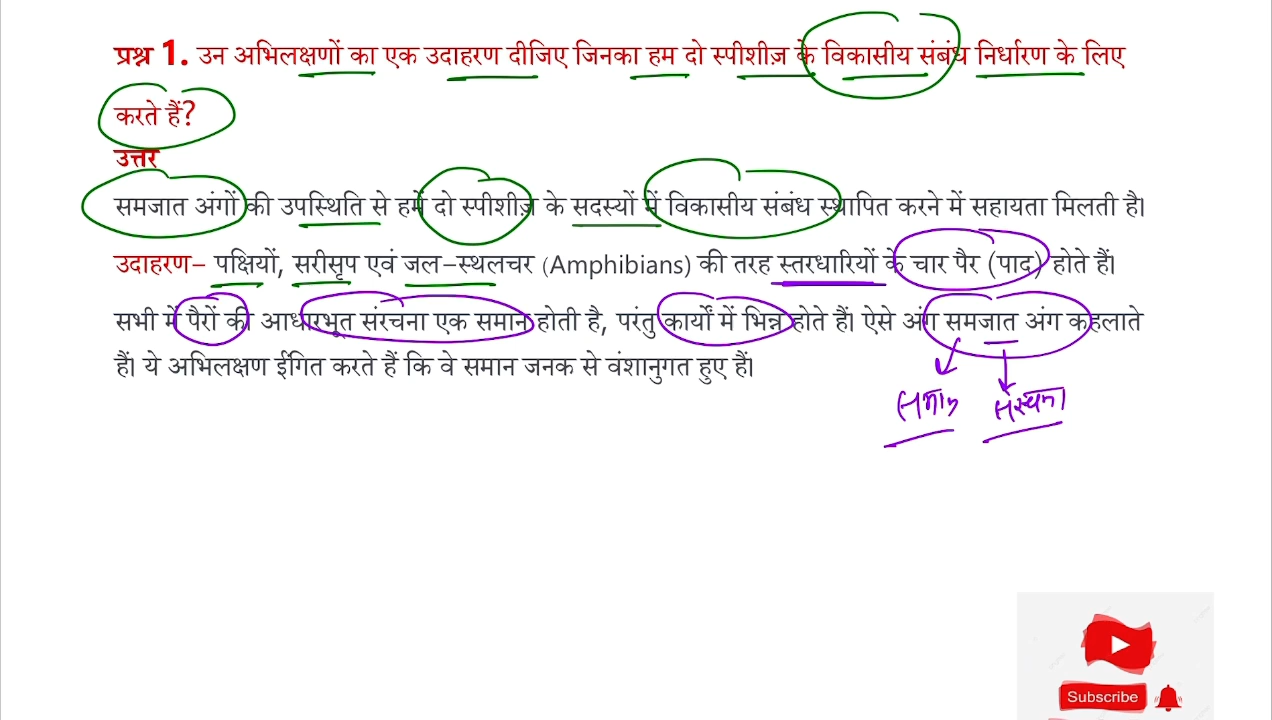 प्रश्न 1. उन अभिलक्षणों का एक उदाहरण दीजिए जिनका हम दो स्पीशीज़ के विकासीय संबंध निर्धारण के लिए
करते हैं?
उत्तर
समजात अंगों की उपस्थिति से हमें दो स्पीशीज़ के सदस्यों में विकासीय संबंध स्थापित करने में सहायता मिलती है।
उदाहरण– पक्षियों, सरीसृप एवं जल–स्थलचर (Amphibians) की तरह स्तरधारियों के चार पैर (पाद) होते हैं।
सभी में पैरों की आधारभूत संरचना एक समान होती है, परंतु कार्यों में भिन्न होते हैं। ऐसे अंग समजात अंग कहलाते
हैं। ये अभिलक्षण ईंगित करते हैं कि वे समान जनक से वंशानुगत हुए हैं।
समान
Subscribe